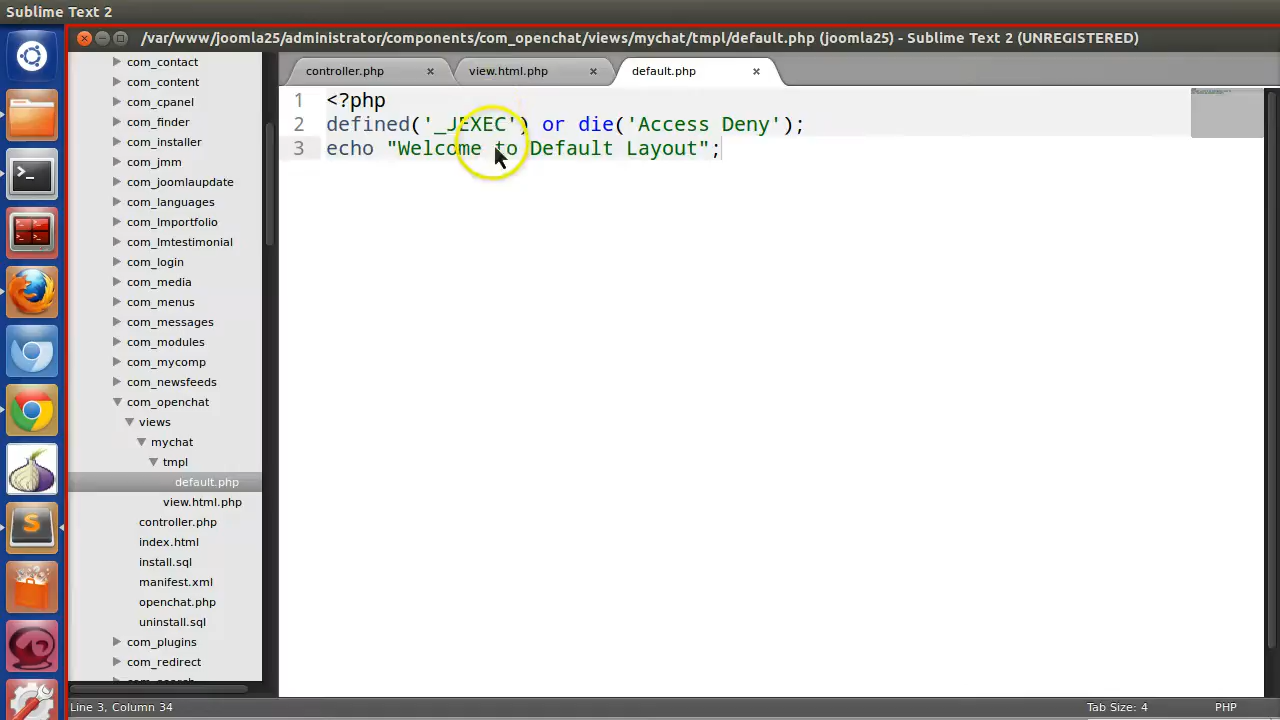 Sublime Text 2
/var/www/joomla25/administrator/components/com_openchat/views/mychat/tmpl/default.php (joomla25) - Sublime Text 2 (UNREGISTERED)
controller.php
view.html.php
default.php
com_contact
com_content
com_cpanel
com_finder
com_installer
com_jmm
com_joomlaupdate
com_languages
com_lmportfolio
com_lmtestimonial
com_login
com_media
com_menus
com_messages
com_modules
com_mycomp
com_newsfeeds
com_openchat
views
mychat
tmpl
default.php
view.html.php
controller.php
index.html
install.sql
manifest.xml
openchat.php
uninstall.sql
com_plugins
com_redirect
1 <?php
2 defined('_JEXEC') or die('Access Deny');
3 echo "Welcome to Default Layout";
Line 3, Column 34
Tab Size: 4
PHP